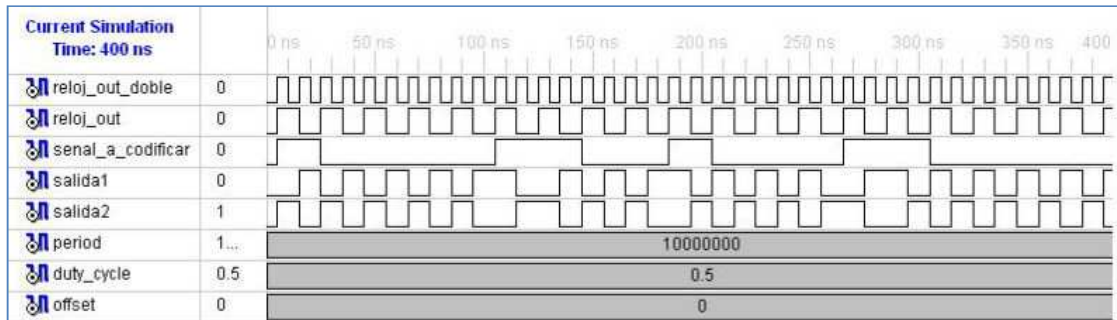 Current Simulation
Time: 400 ns
0 ns 50 ns 100 ns 150 ns 200 ns 250 ns 300 ns 350 ns 400
reloj_out_doble 0
reloj_out 0
senal_a_codificar 0
salida1 0
salida2 1
period 1... 10000000
duty_cycle 0.5 0.5
offset 0 0